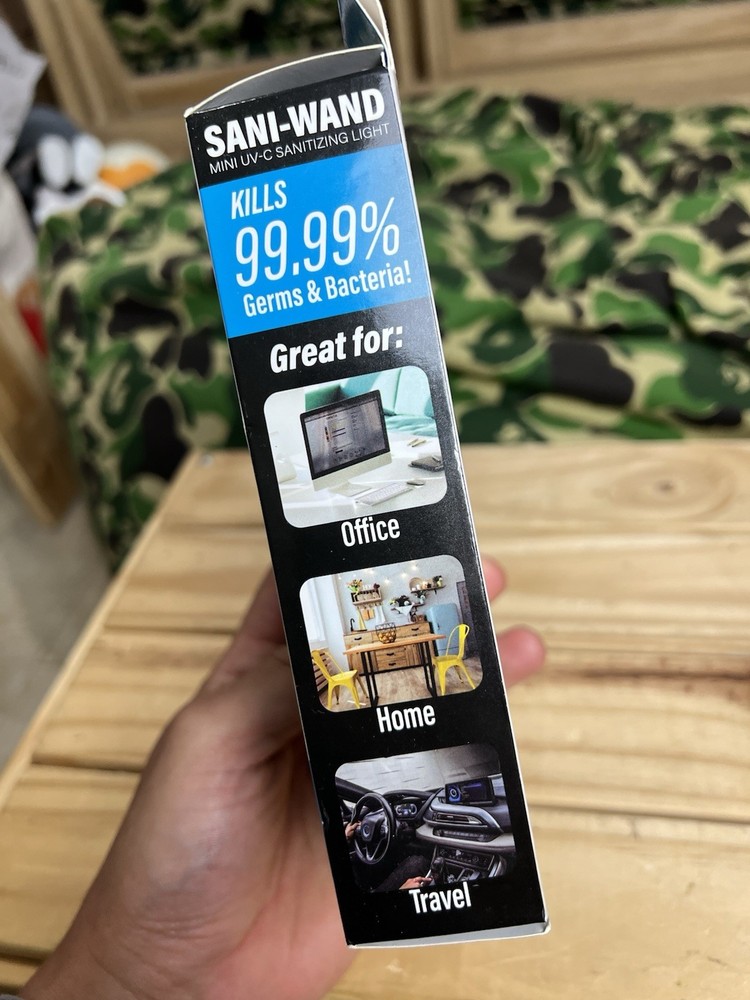 SANI-WAND
MINI UV-C SANITIZING LIGHT
KILLS
99.99%
Germs & Bacteria!
Great for:
Office
Home
Travel